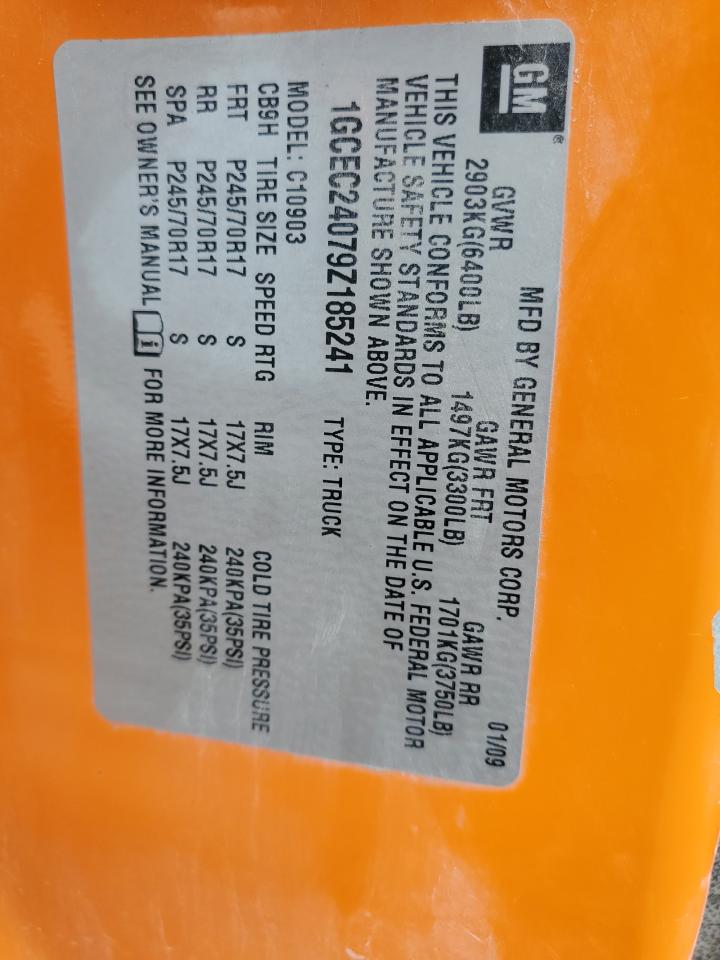 GM®
MFD BY GENERAL MOTORS CORP. 01/09
GVWR GAWR FRT GAWR RR
2903KG(6400LB) 1497KG(3300LB) 1701KG(3750LB)
THIS VEHICLE CONFORMS TO ALL APPLICABLE U.S. FEDERAL MOTOR
VEHICLE SAFETY STANDARDS IN EFFECT ON THE DATE OF
MANUFACTURE SHOWN ABOVE.
1GCEC24079Z185241 TYPE: TRUCK
MODEL: C10903
CB9H TIRE SIZE SPEED RTG RIM COLD TIRE PRESSURE
FRT P245/70R17 S 17X7.5J 240KPA(35PSI)
RR P245/70R17 S 17X7.5J 240KPA(35PSI)
SPA P245/70R17 S 17X7.5J 240KPA(35PSI)
SEE OWNER'S MANUAL i FOR MORE INFORMATION.